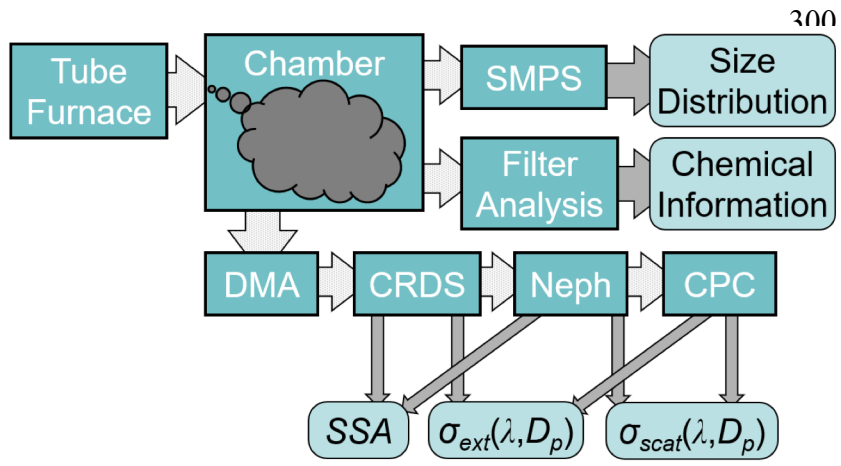 300
Tube
Furnace
Chamber
SMPS
Size
Distribution
Filter
Analysis
Chemical
Information
DMA
CRDS
Neph
CPC
SSA
σext(λ,Dp)
σscat(λ,Dp)